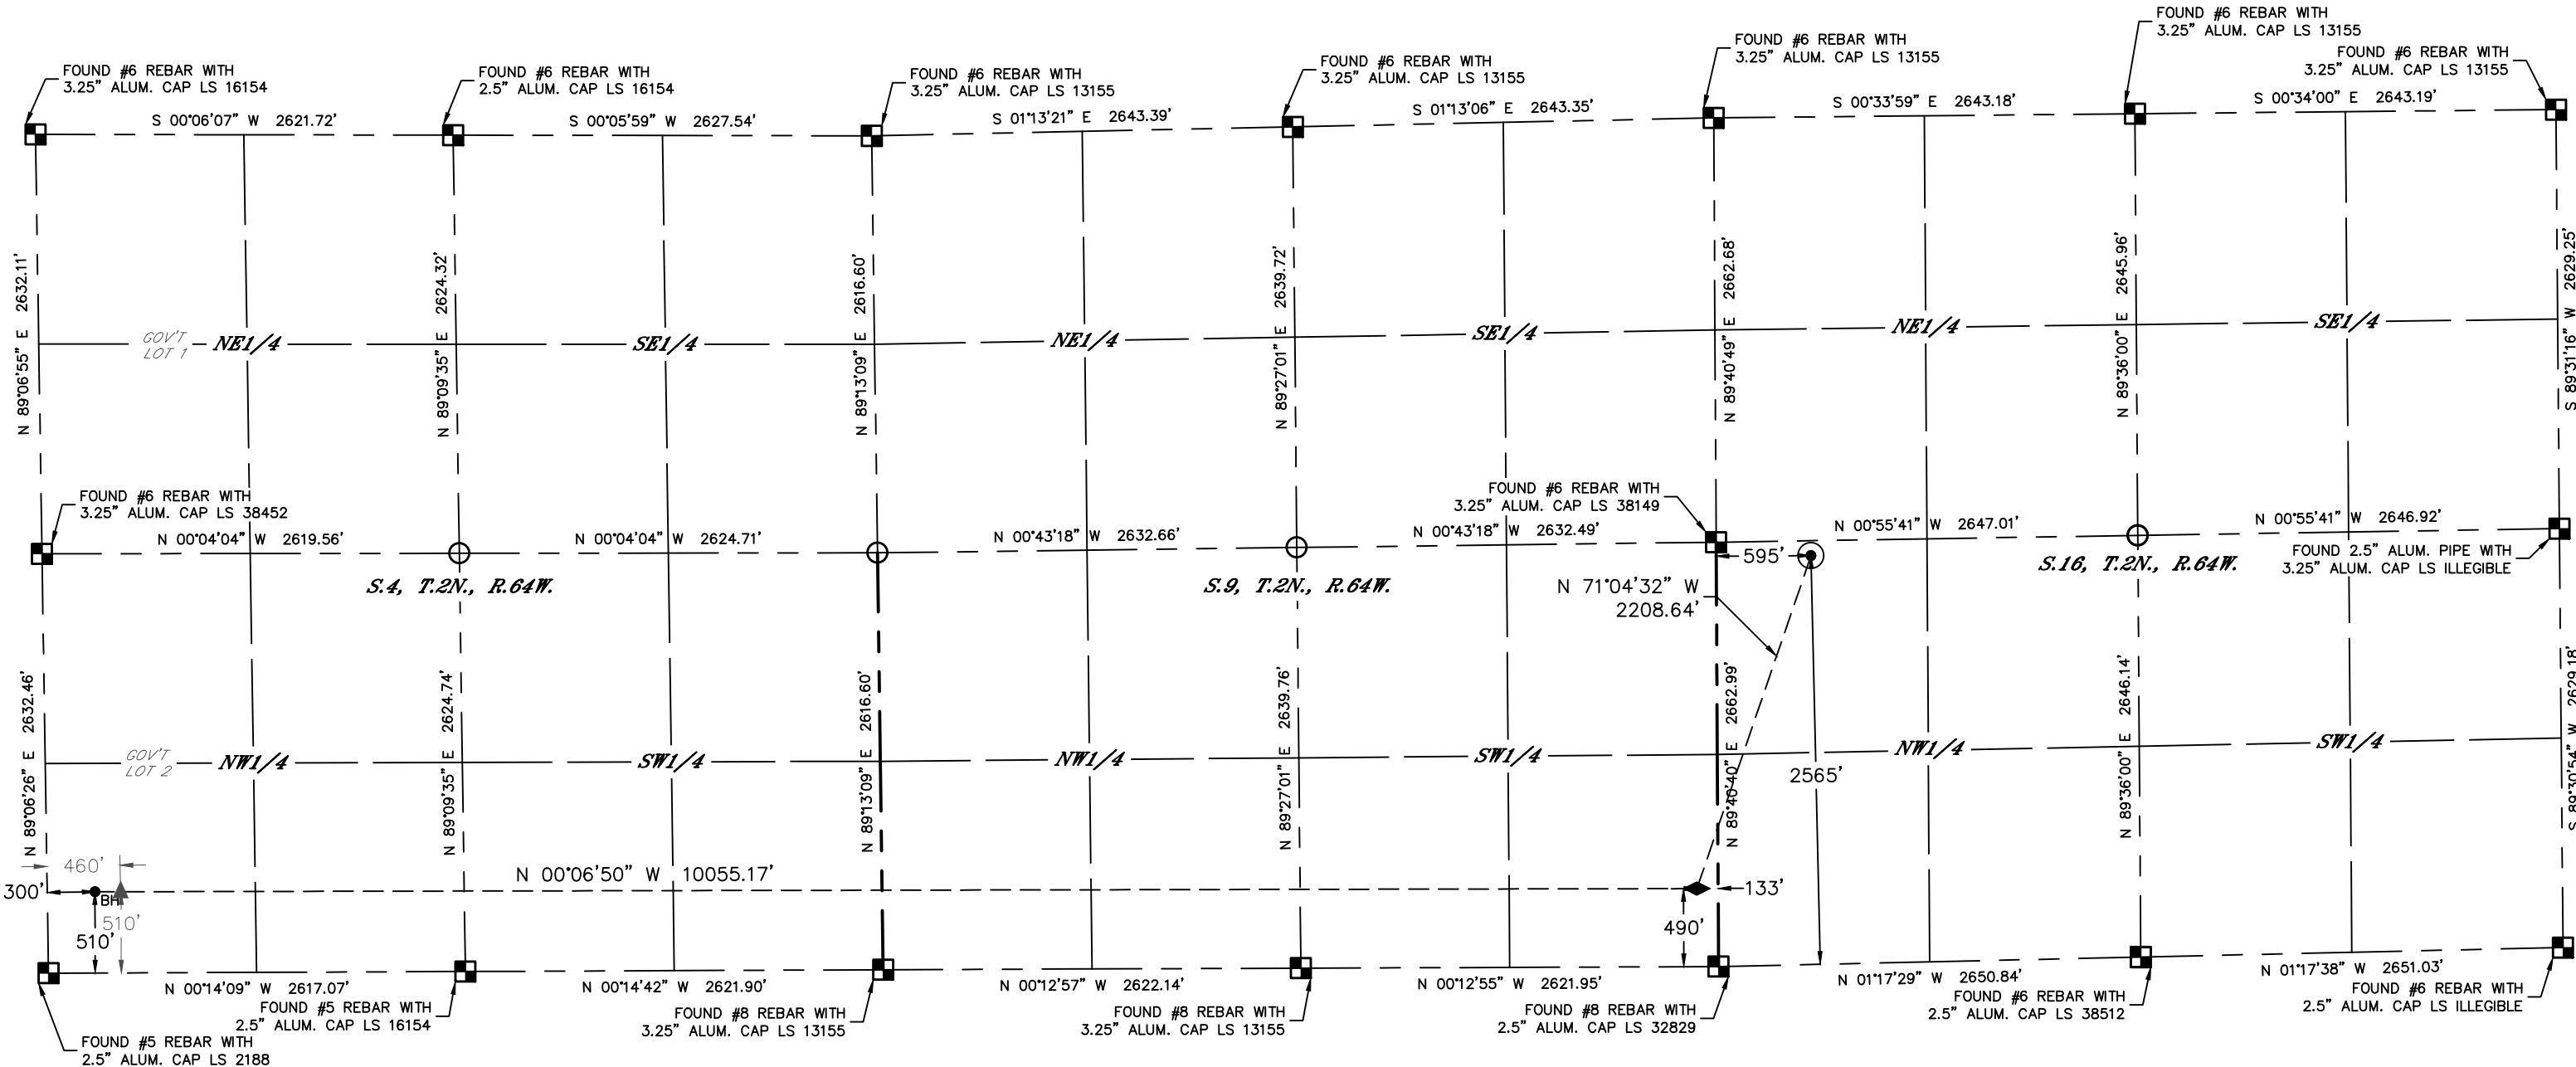 FOUND #6 REBAR WITH
3.25” ALUM. CAP LS 16154
FOUND #6 REBAR WITH
2.5” ALUM. CAP LS 16154
FOUND #6 REBAR WITH
3.25” ALUM. CAP LS 13155
FOUND #6 REBAR WITH
3.25” ALUM. CAP LS 13155
FOUND #6 REBAR WITH
3.25” ALUM. CAP LS 13155
FOUND #6 REBAR WITH
3.25” ALUM. CAP LS 13155
FOUND #6 REBAR WITH
3.25” ALUM. CAP LS 13155
S 00°06'07” W 2621.72'
S 00°05'59” W 2627.54'
S 01°13'21” E 2643.39'
S 01°13'06” E 2643.35'
S 00°33'59” E 2643.18'
S 00°34'00” E 2643.19'
N 89°06'55” E 2632.11'
N 89°09'35” E 2624.32'
N 89°13'09” E 2616.60'
N 89°27'01” E 2639.72'
N 89°40'49” E 2662.68'
N 89°36'00” E 2645.96'
S 89°31'16” W 2629.25'
GOV'T
LOT 1
NE1/4
SE1/4
NE1/4
SE1/4
NE1/4
SE1/4
FOUND #6 REBAR WITH
3.25” ALUM. CAP LS 38452
FOUND #6 REBAR WITH
3.25” ALUM. CAP LS 38149
N 00°04'04” W 2619.56'
N 00°04'04” W 2624.71'
N 00°43'18” W 2632.66'
N 00°43'18” W 2632.49'
N 00°55'41” W 2647.01'
N 00°55'41” W 2646.92'
FOUND 2.5” ALUM. PIPE WITH
3.25” ALUM. CAP LS ILLEGIBLE
595'
S.4, T.2N., R.64W.
S.9, T.2N., R.64W.
S.16, T.2N., R.64W.
N 71°04'32” W
2208.64'
N 89°06'26” E 2632.46'
N 89°09'35” E 2624.74'
N 89°13'09” E 2616.60'
N 89°27'01” E 2639.76'
N 89°40'40” E 2662.99'
N 89°36'00” E 2646.14'
S 89°30'54” W 2629.18'
GOV'T
LOT 2
NW1/4
SW1/4
NW1/4
SW1/4
NW1/4
SW1/4
2565'
460'
N 00°06'50” W 10055.17'
300'
BH
510'
510'
133'
490'
N 00°14'09” W 2617.07'
N 00°14'42” W 2621.90'
N 00°12'57” W 2622.14'
N 00°12'55” W 2621.95'
N 01°17'29” W 2650.84'
N 01°17'38” W 2651.03'
FOUND #5 REBAR WITH
2.5” ALUM. CAP LS 2188
FOUND #5 REBAR WITH
2.5” ALUM. CAP LS 16154
FOUND #8 REBAR WITH
3.25” ALUM. CAP LS 13155
FOUND #8 REBAR WITH
3.25” ALUM. CAP LS 13155
FOUND #8 REBAR WITH
2.5” ALUM. CAP LS 32829
FOUND #6 REBAR WITH
2.5” ALUM. CAP LS 38512
FOUND #6 REBAR WITH
2.5” ALUM. CAP LS ILLEGIBLE